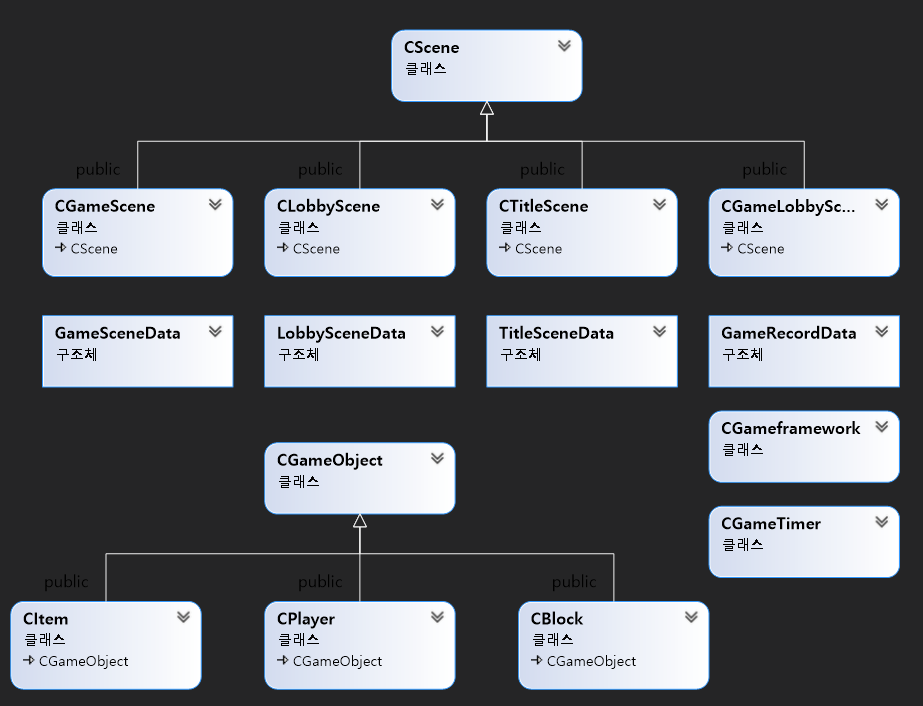 CScene
클래스
public
public
public
public
CGameScene
클래스
CScene
CLobbyScene
클래스
CScene
CTitleScene
클래스
CScene
CGameLobbySc...
클래스
CScene
GameSceneData
구조체
LobbySceneData
구조체
TitleSceneData
구조체
GameRecordData
구조체
CGameframework
클래스
CGameObject
클래스
CGameTimer
클래스
public
public
public
CItem
클래스
CGameObject
CPlayer
클래스
CGameObject
CBlock
클래스
CGameObject